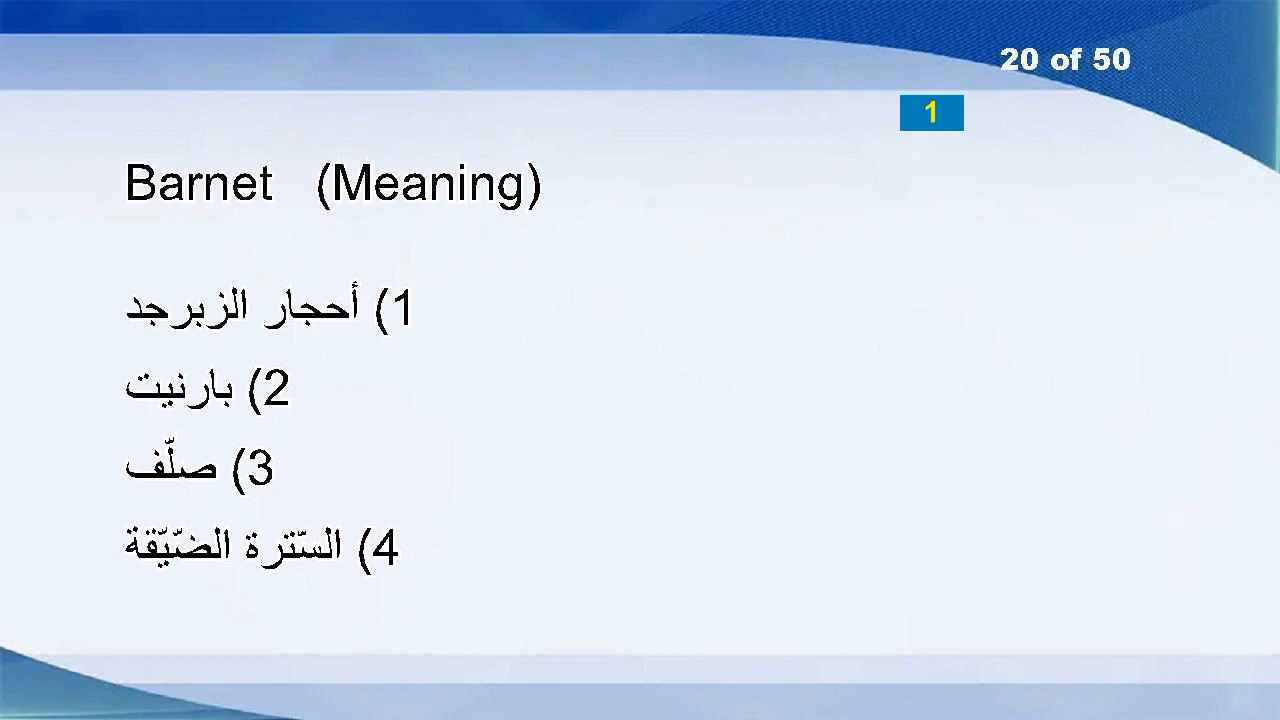 20 of 50
1
Barnet (Meaning)
1) أحجار الزبرجد
2) بارنيت
3) صلّف
4) السّترة الضّيّقة